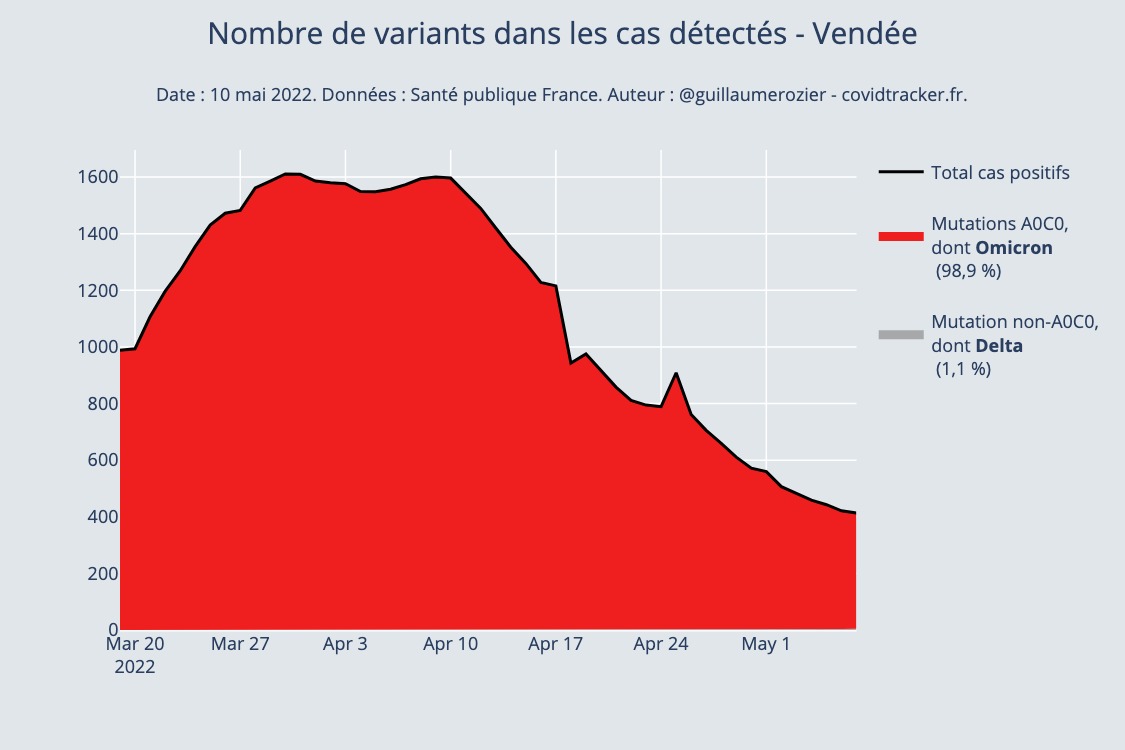 Nombre de variants dans les cas détectés - Vendée
Date : 10 mai 2022. Données : Santé publique France. Auteur : @guillaumerozier - covidtracker.fr.
1600
1400
1200
1000
800
600
400
200
0
Mar 20
2022
Mar 27
Apr 3
Apr 10
Apr 17
Apr 24
May 1
Total cas positifs
Mutations A0C0,
dont Omicron
(98,9 %)
Mutation non-A0C0,
dont Delta
(1,1 %)